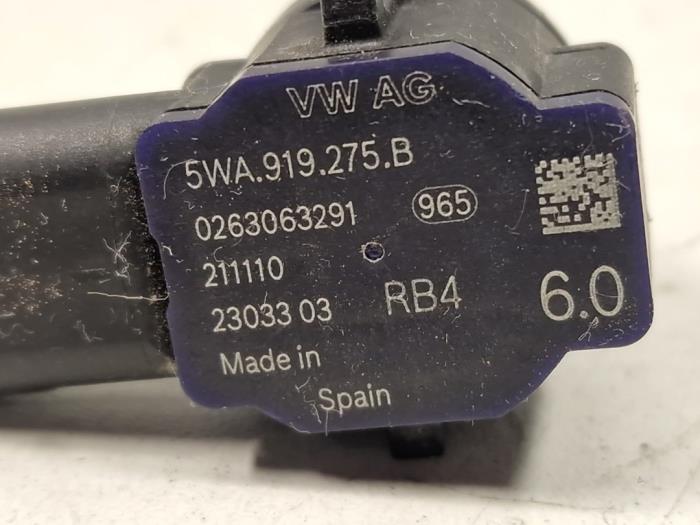 VW AG
5WA.919.275.B
0263063291 965
211110
23033 03 RB4 6.0
Made in
Spain